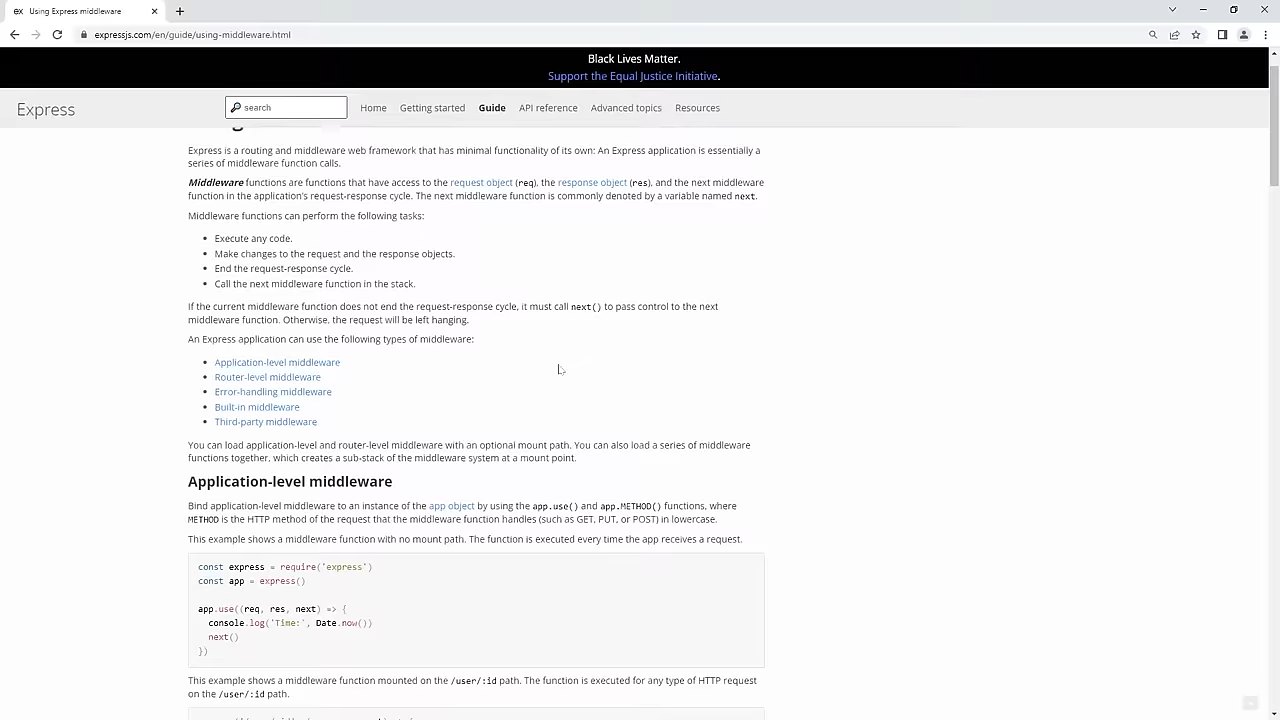 Using Express middleware
expressjs.com/en/guide/using-middleware.html
Black Lives Matter.
Support the Equal Justice Initiative.
Express
search
Home
Getting started
Guide
API reference
Advanced topics
Resources
Express is a routing and middleware web framework that has minimal functionality of its own: An Express application is essentially a
series of middleware function calls.
Middleware functions are functions that have access to the request object (req), the response object (res), and the next middleware
function in the application's request-response cycle. The next middleware function is commonly denoted by a variable named next.
Middleware functions can perform the following tasks:
• Execute any code.
• Make changes to the request and the response objects.
• End the request-response cycle.
• Call the next middleware function in the stack.
If the current middleware function does not end the request-response cycle, it must call next() to pass control to the next
middleware function. Otherwise, the request will be left hanging.
An Express application can use the following types of middleware:
• Application-level middleware
• Router-level middleware
• Error-handling middleware
• Built-in middleware
• Third-party middleware
You can load application-level and router-level middleware with an optional mount path. You can also load a series of middleware
functions together, which creates a sub-stack of the middleware system at a mount point.
Application-level middleware
Bind application-level middleware to an instance of the app object by using the app.use() and app.METHOD() functions, where
METHOD is the HTTP method of the request that the middleware function handles (such as GET, PUT, or POST) in lowercase.
This example shows a middleware function with no mount path. The function is executed every time the app receives a request.
const express = require('express')
const app = express()
app.use((req, res, next) => {
console.log('Time:', Date.now())
next()
})
This example shows a middleware function mounted on the /user/:id path. The function is executed for any type of HTTP request
on the /user/:id path.